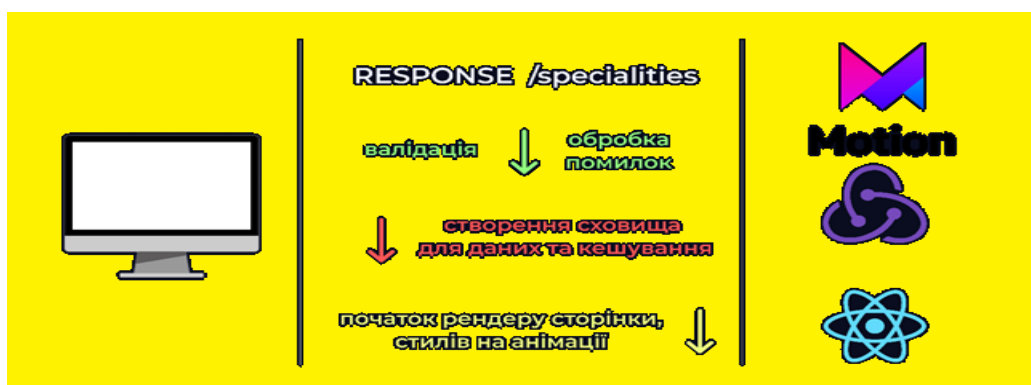 RESPONSE /specialities
валідація
обробка
помилок
створення сховища
для даних та кешування
початок рендеру сторінки,
стилів на анімації
Motion